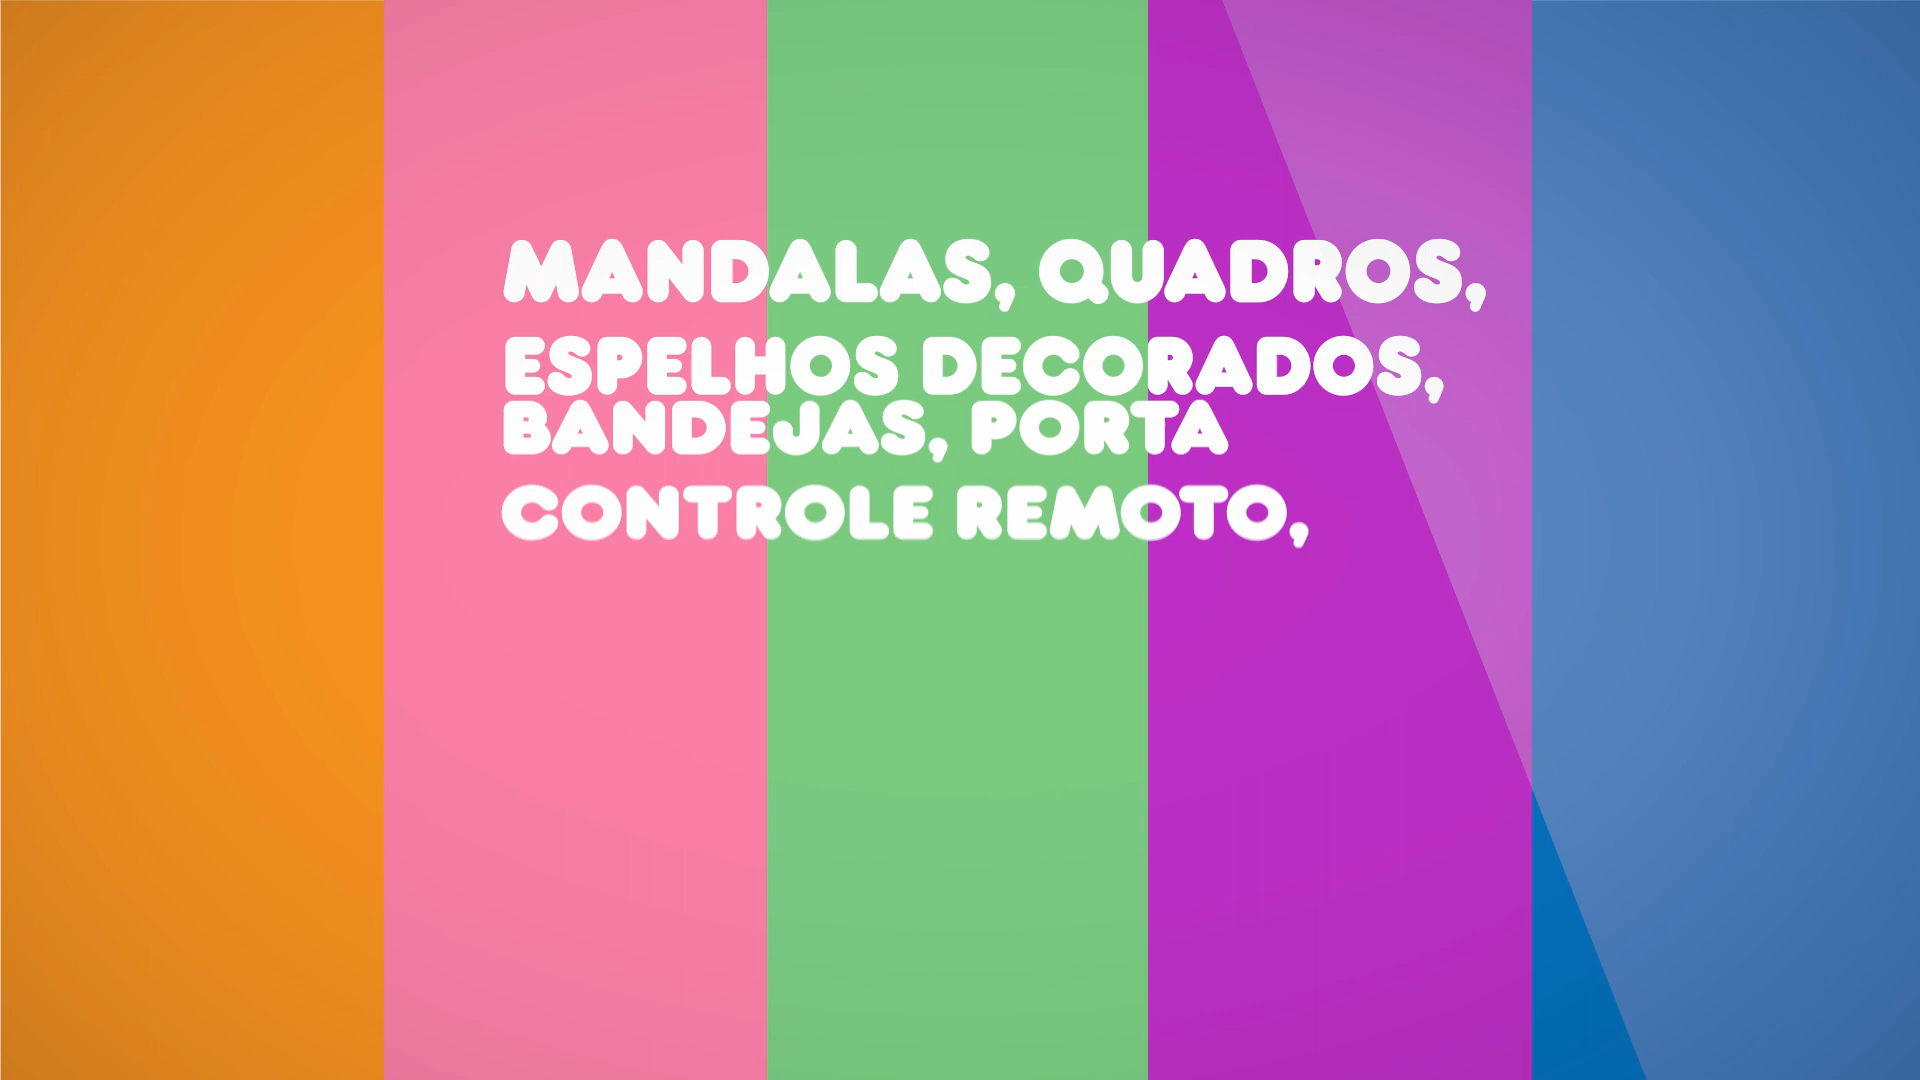 MANDALAS, QUADROS,
ESPELHOS DECORADOS,
BANDEJAS, PORTA
CONTROLE REMOTO,